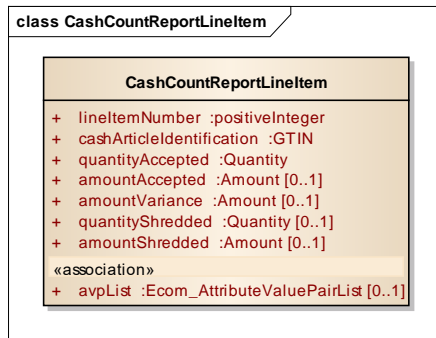 class CashCountReportLineItem
CashCountReportLineItem
+ lineItemNumber :positiveInteger
+ cashArticleIdentification :GTIN
+ quantityAccepted :Quantity
+ amountAccepted :Amount [0..1]
+ amountVariance :Amount [0..1]
+ quantityShredded :Quantity [0..1]
+ amountShredded :Amount [0..1]
«association»
+ avpList :Ecom_AttributeValuePairList [0..1]